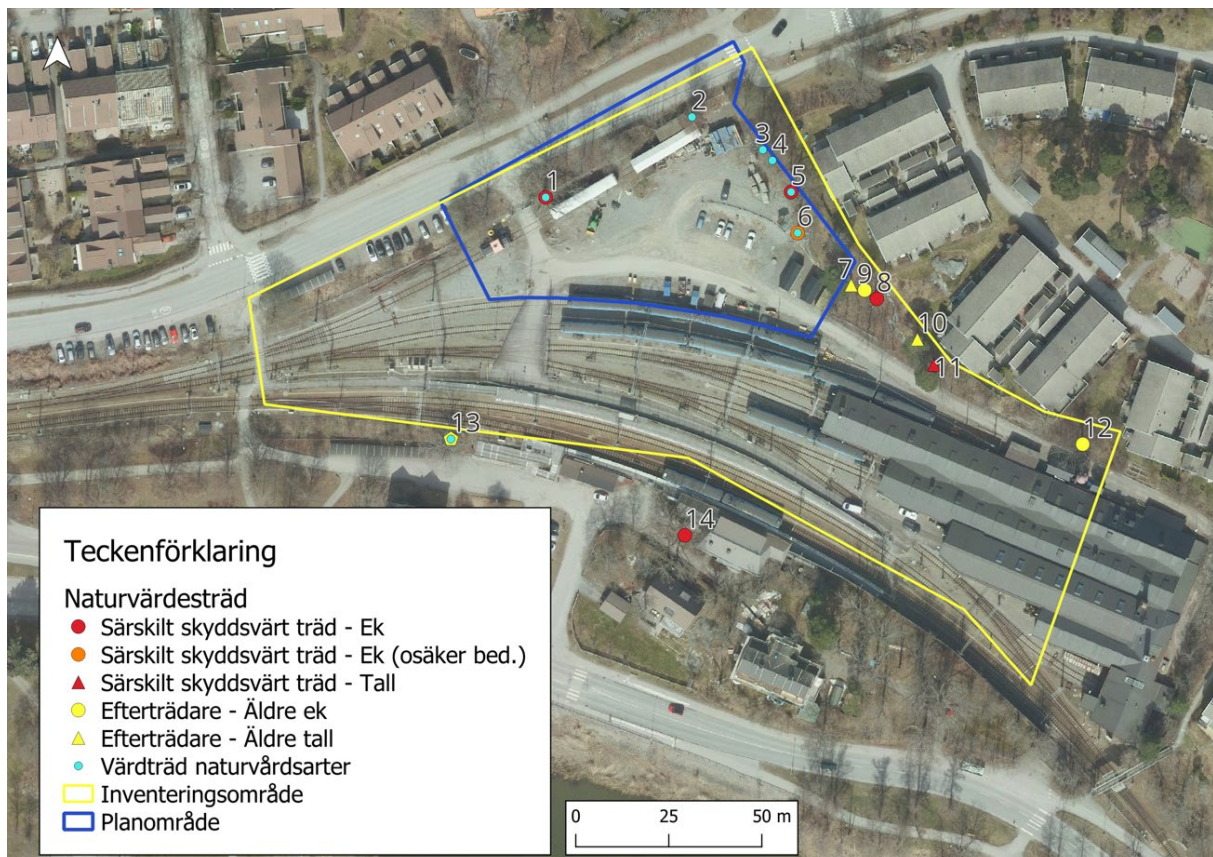 1
2
3
4
5
6
7
9
8
10
11
12
13
14
Teckenförklaring
Naturvärdesträd
Särskilt skyddsvärt träd - Ek
Särskilt skyddsvärt träd - Ek (osäker bed.)
Särskilt skyddsvärt träd - Tall
Efterträdare - Äldre ek
Efterträdare - Äldre tall
Värdträd naturvårdsarter
Inventeringsområde
Planområde
0 25 50 m